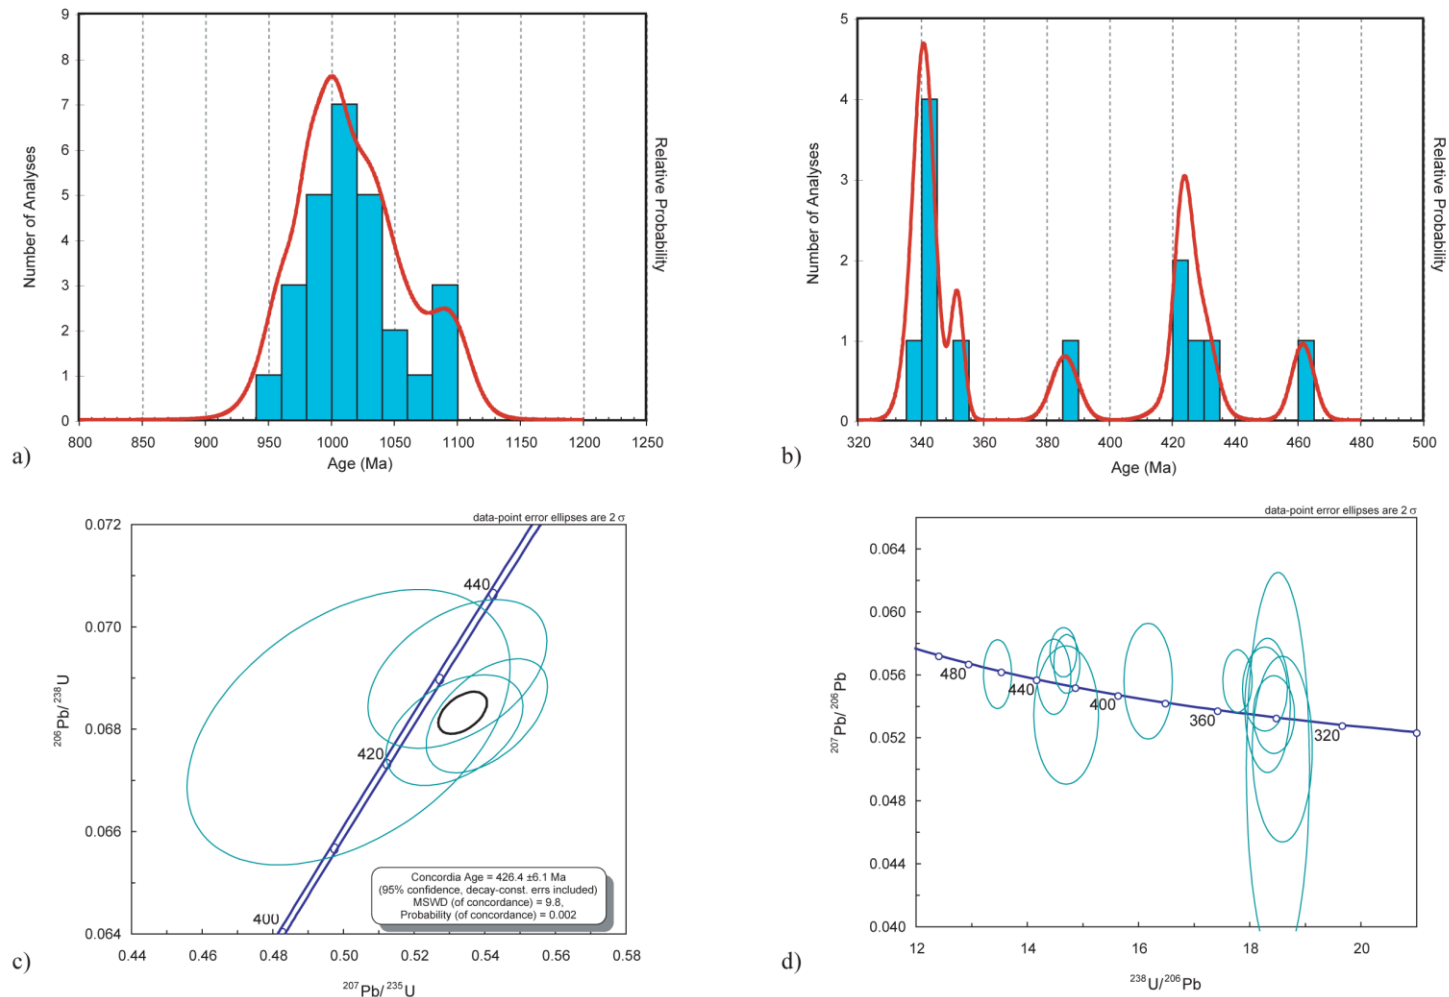 9
8
7
6
5
4
3
2
1
0
Number of Analyses
Relative Probability
800 850 900 950 1000 1050 1100 1150 1200 1250
Age (Ma)
a)
5
4
3
2
1
0
Number of Analyses
Relative Probability
320 340 360 380 400 420 440 460 480 500
Age (Ma)
b)
data-point error ellipses are 2 σ
0.072
0.070
0.068
0.066
0.064
206Pb/238U
440
420
400
Concordia Age = 426.4 ±6.1 Ma
(95% confidence, decay-const. errs included)
MSWD (of concordance) = 9.8,
Probability (of concordance) = 0.002
0.44 0.46 0.48 0.50 0.52 0.54 0.56 0.58
207Pb/235U
c)
data-point error ellipses are 2 σ
0.064
0.060
0.056
0.052
0.048
0.044
0.040
207Pb/206Pb
480
440
400
360
320
12 14 16 18 20
238U/206Pb
d)